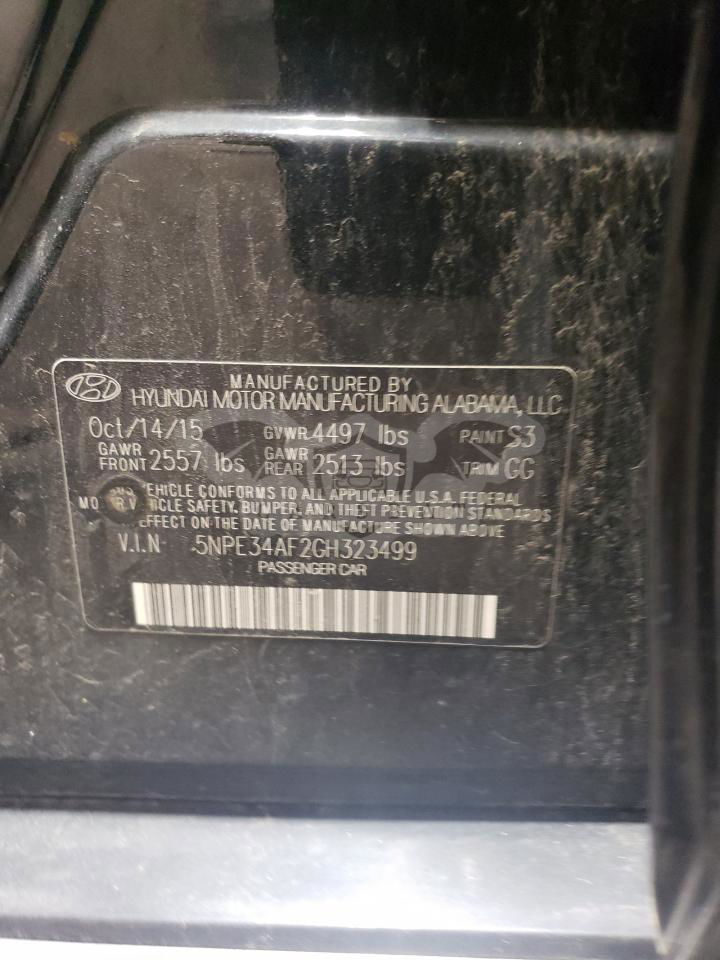 MANUFACTURED BY
HYUNDAI MOTOR MANUFACTURING ALABAMA, LLC
Oct/14/15 GVWR 4497 lbs PAINT S3
GAWR FRONT 2557 lbs GAWR REAR 2513 lbs TRIM GG
VEHICLE CONFORMS TO ALL APPLICABLE U.S.A. FEDERAL
MO VEHICLE SAFETY, BUMPER, AND THEFT PREVENTION STANDARDS
EFFECT ON THE DATE OF MANUFACTURE SHOWN ABOVE
V.I.N 5NPE34AF2GH323499
PASSENGER CAR